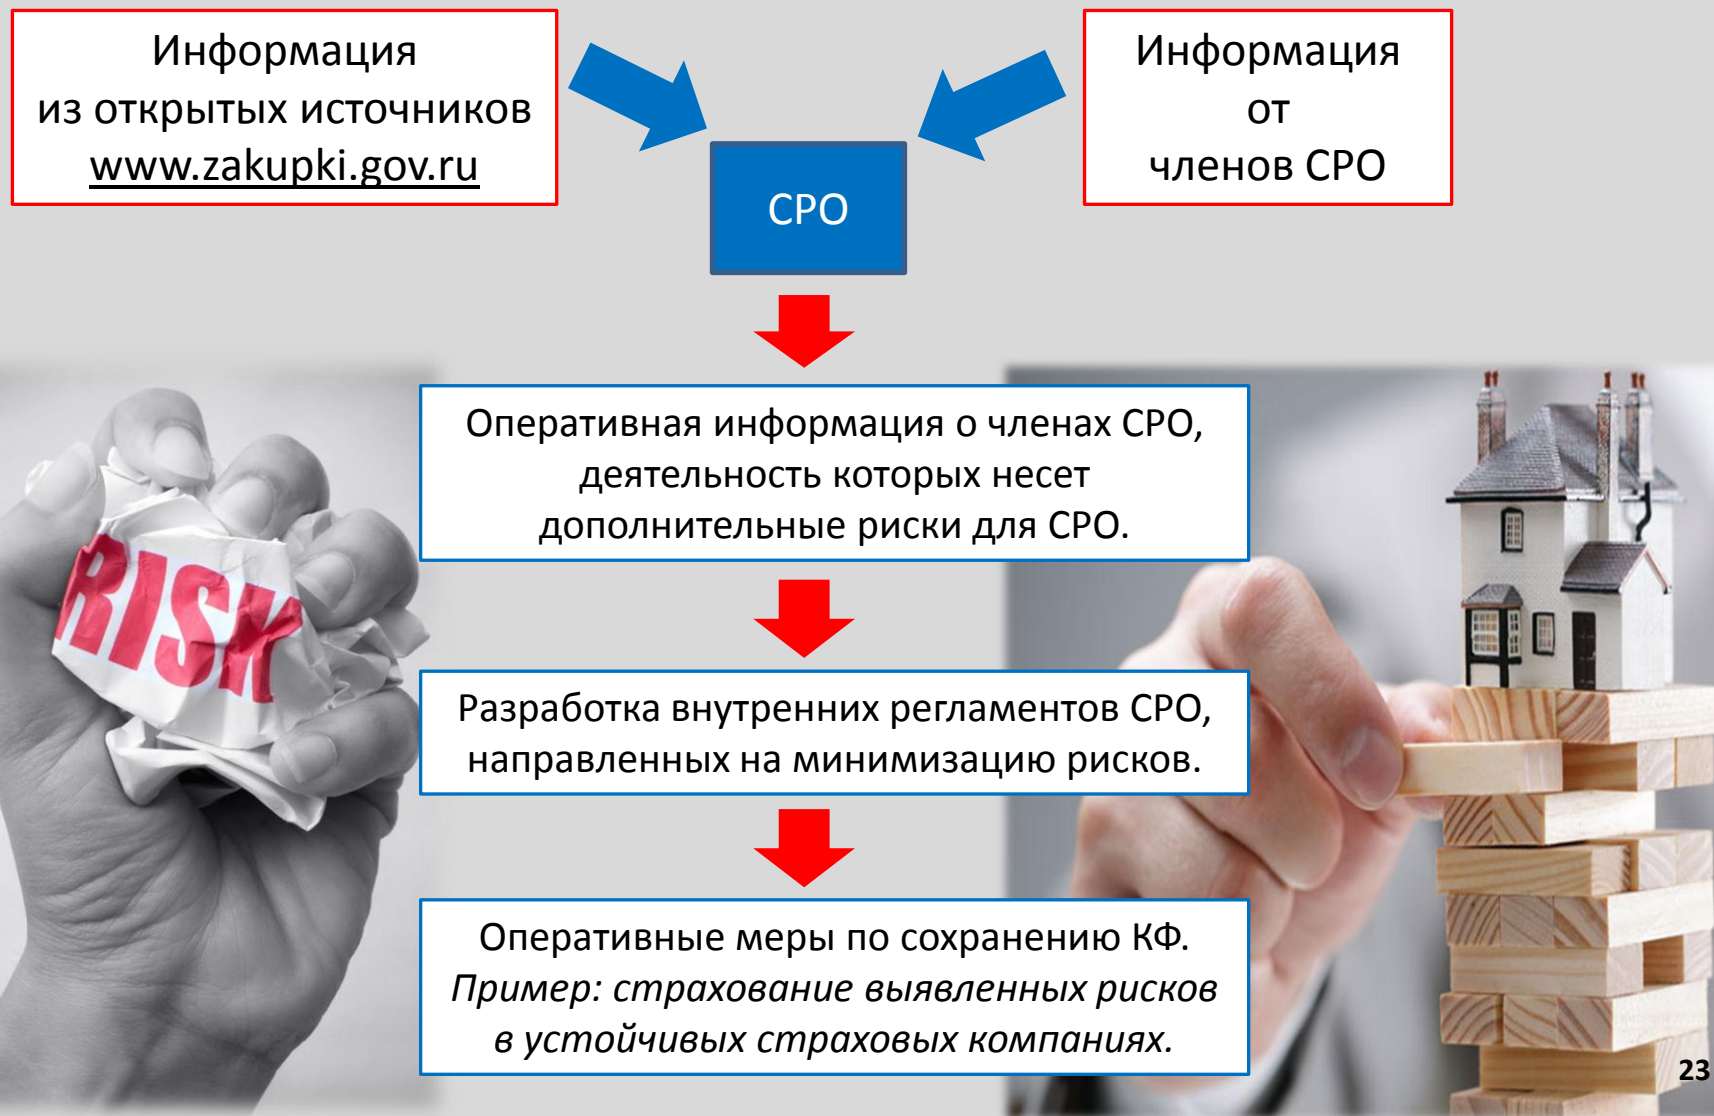 Информация
из открытых источников
www.zakupki.gov.ru
Информация
от
членов СРО
СРО
Оперативная информация о членах СРО,
деятельность которых несет
дополнительные риски для СРО.
RISK
Разработка внутренних регламентов СРО,
направленных на минимизацию рисков.
Оперативные меры по сохранению КФ.
Пример: страхование выявленных рисков
в устойчивых страховых компаниях.
23